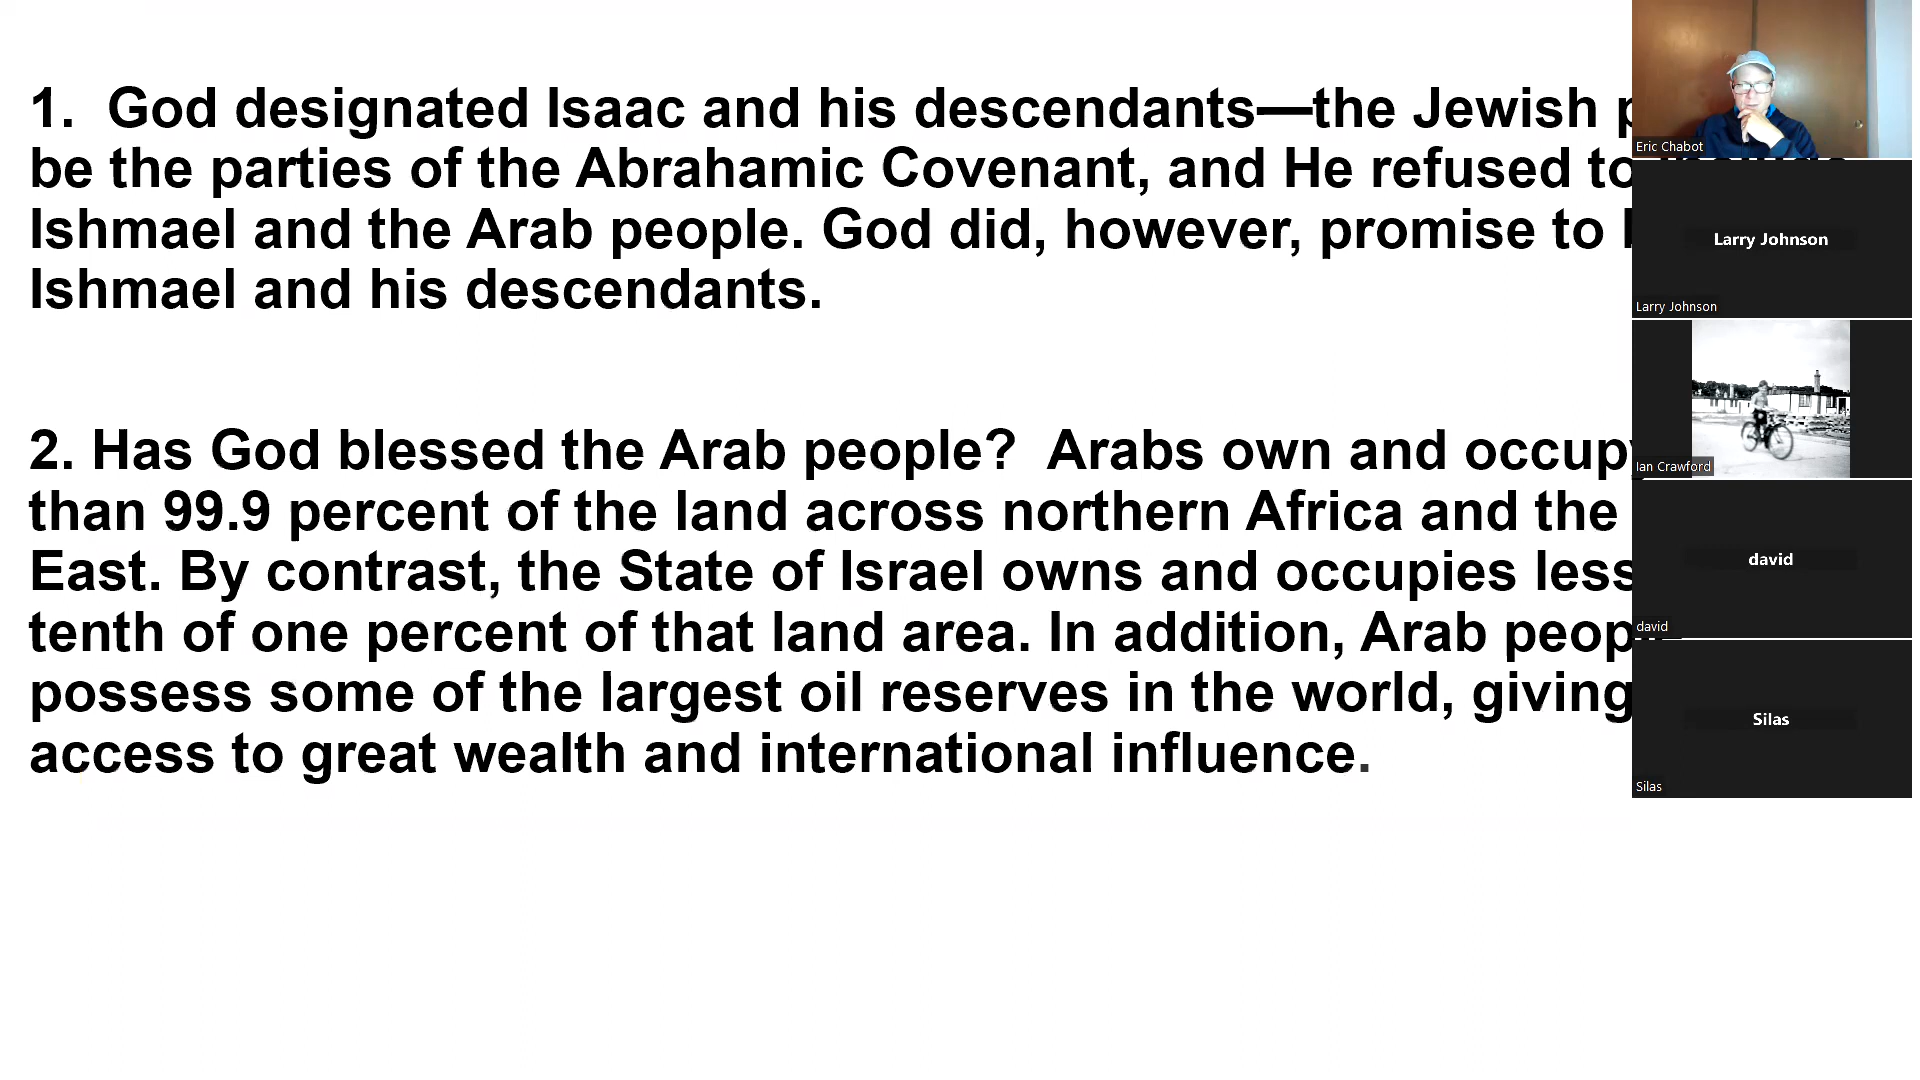 1. God designated Isaac and his descendants—the Jewish
be the parties of the Abrahamic Covenant, and He refused to
Ishmael and the Arab people. God did, however, promise to
Ishmael and his descendants.
2. Has God blessed the Arab people? Arabs own and occupy
than 99.9 percent of the land across northern Africa and the
East. By contrast, the State of Israel owns and occupies less
tenth of one percent of that land area. In addition, Arab
possess some of the largest oil reserves in the world, giving
access to great wealth and international influence.
Eric Chabot
Larry Johnson
Larry Johnson
Ian Crawford
david
david
Silas
Silas